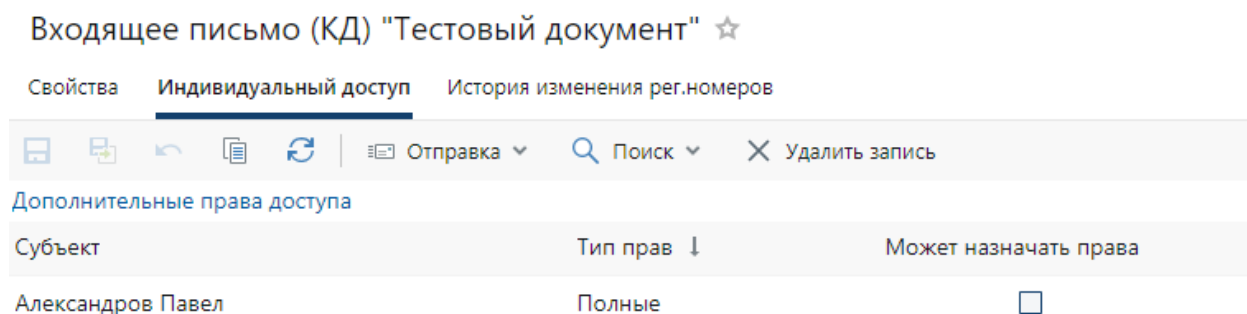 Входящее письмо (КД) "Тестовый документ"
Свойства Индивидуальный доступ История изменения рег.номеров
Отправка Поиск Удалить запись
Дополнительные права доступа
Субъект Тип прав Может назначать права
Александров Павел Полные